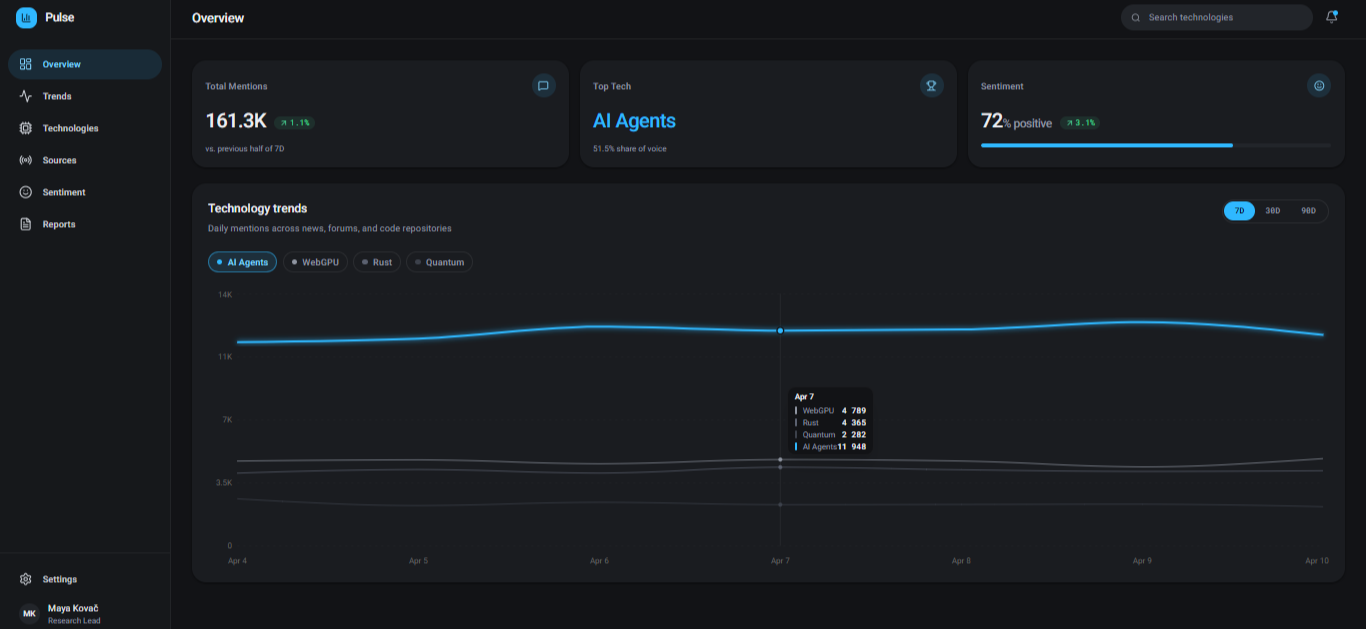 Pulse
Overview
Trends
Technologies
Sources
Sentiment
Reports
Settings
MK
Maya Kovač
Research Lead
Overview
Search technologies
Total Mentions
161.3K 1.1%
vs. previous half of 7D
Top Tech
AI Agents
51.5% share of voice
Sentiment
72% positive 3.1%
Technology trends
Daily mentions across news, forums, and code repositories
7D 30D 90D
AI Agents WebGPU Rust Quantum
14K
11K
7K
3.5K
0
Apr 7
WebGPU 4 789
Rust 4 365
Quantum 2 282
AI Agents 11 948
Apr 4 Apr 5 Apr 6 Apr 7 Apr 8 Apr 9 Apr 10